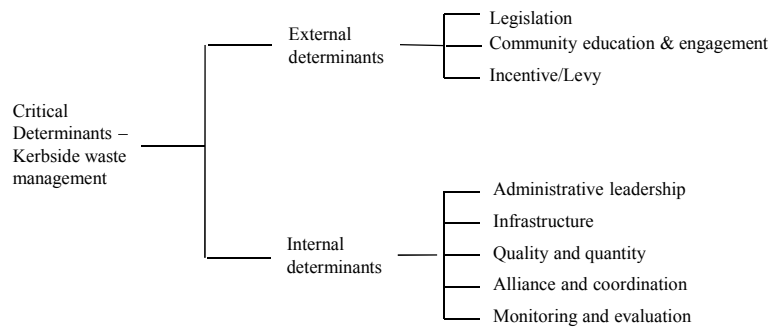 Critical
Determinants –
Kerbside waste
management
External
determinants
Legislation
Community education & engagement
Incentive/Levy
Internal
determinants
Administrative leadership
Infrastructure
Quality and quantity
Alliance and coordination
Monitoring and evaluation